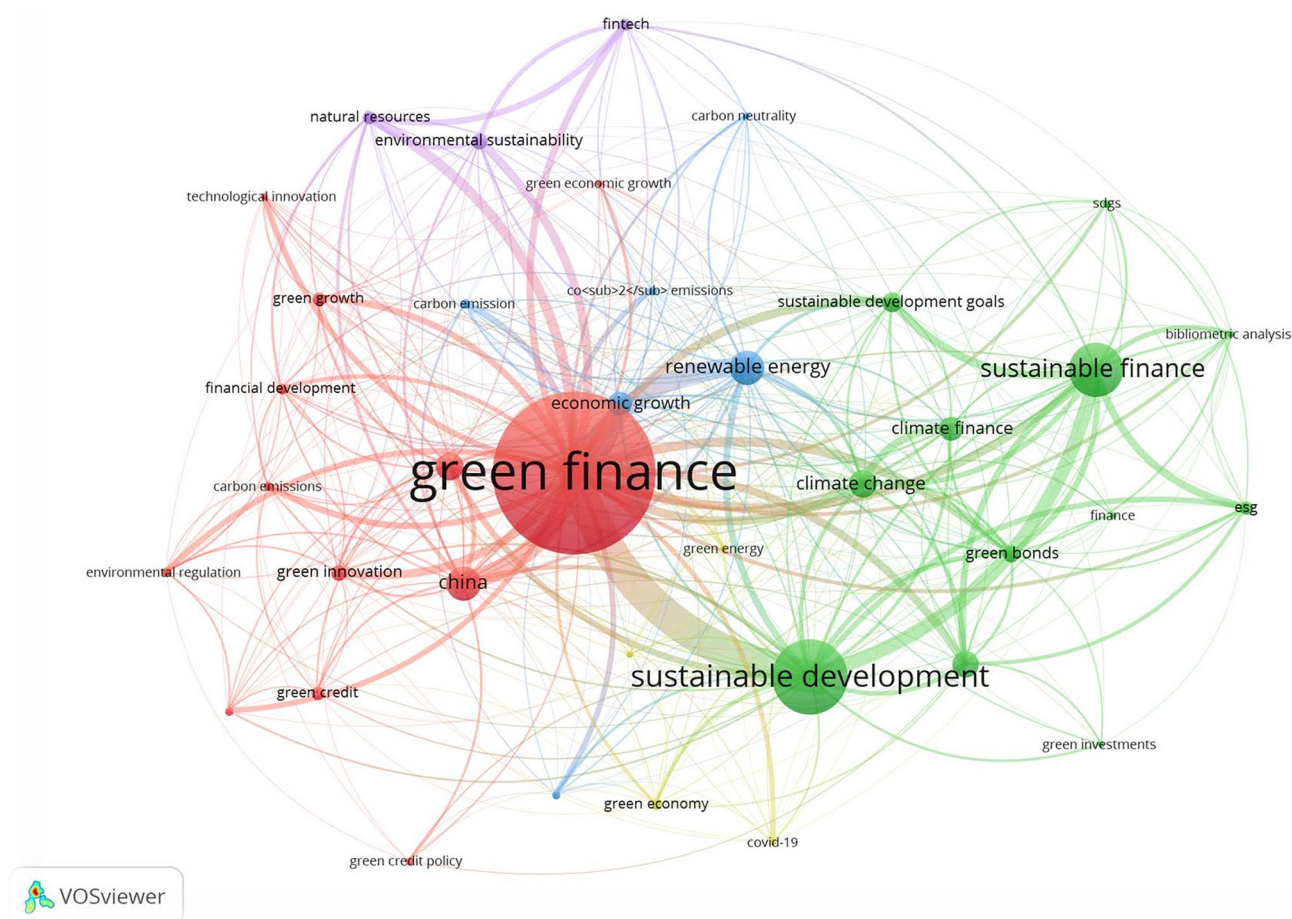 fintech
natural resources
carbon neutrality
environmental sustainability
green economic growth
technological innovation
sdgs
co<sub>2</sub> emissions
green growth
carbon emission
sustainable development goals
bibliometric analysis
renewable energy
sustainable finance
financial development
economic growth
climate finance
green finance
climate change
carbon emissions
esg
finance
green energy
green bonds
environmental regulation
green innovation
china
sustainable development
green credit
green investments
green economy
covid-19
green credit policy
VOSviewer